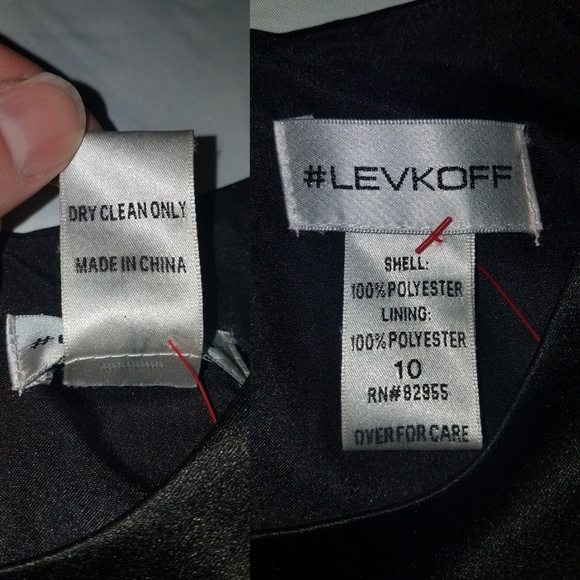 DRY CLEAN ONLY
MADE IN CHINA
#LEVKOFF
SHELL:
100% POLYESTER
LINING:
100% POLYESTER
10
RN#82955
OVER FOR CARE